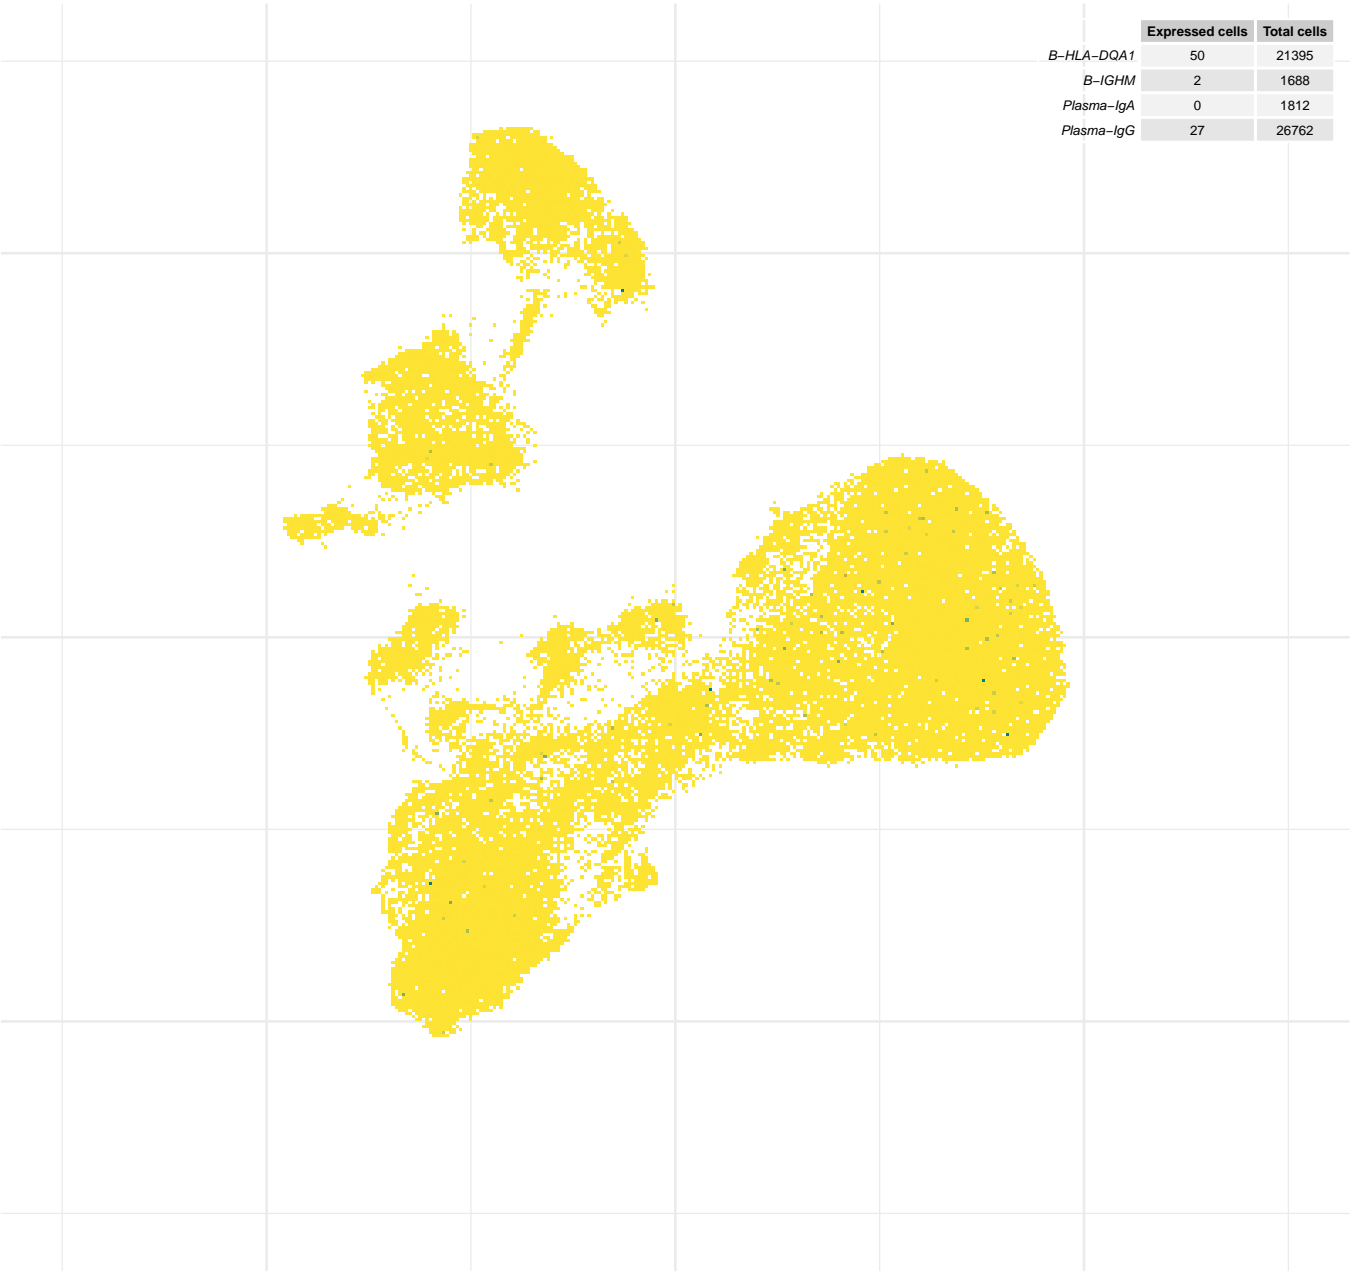 Expressed cells Total cells
B−HLA−DQA1 50 21395
B−IGHM 2 1688
Plasma−IgA 0 1812
Plasma−IgG 27 26762